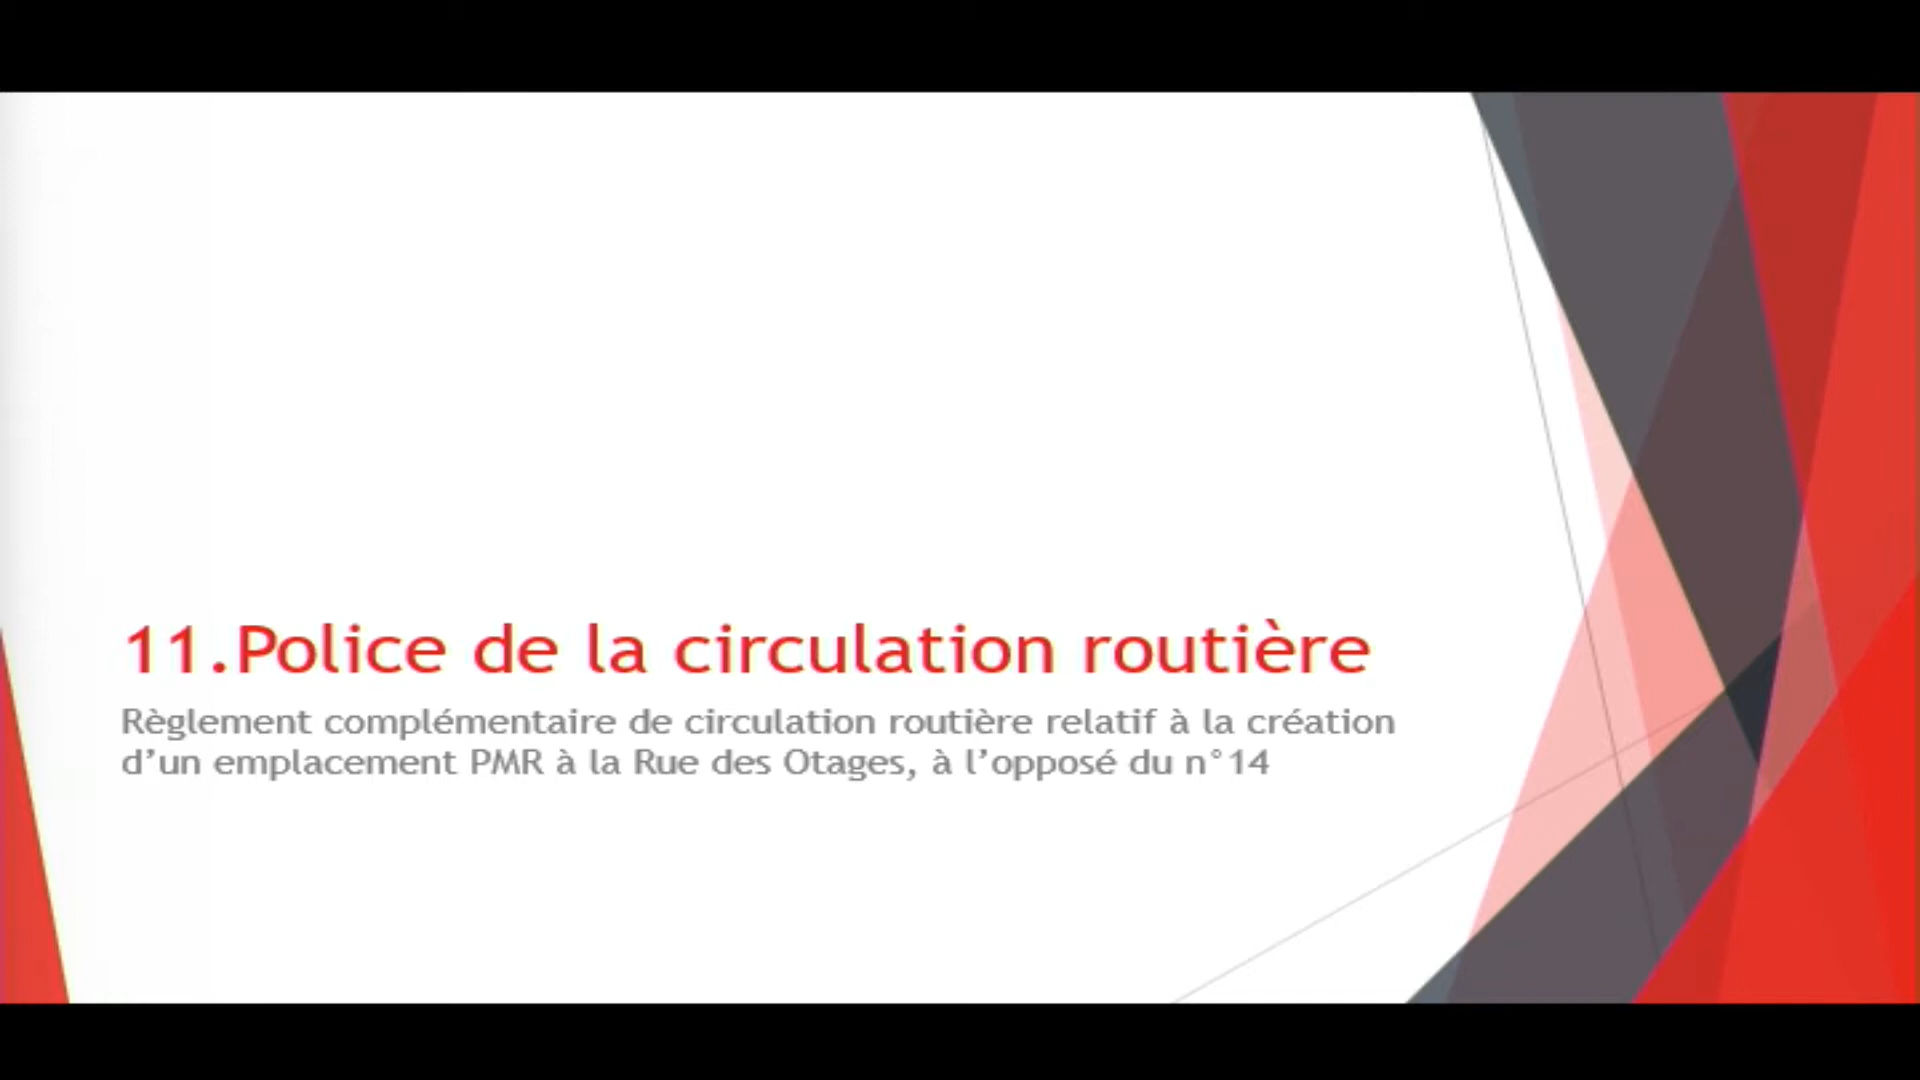 11.Police de la circulation routière
Règlement complémentaire de circulation routière relatif à la création
d’un emplacement PMR à la Rue des Otages, à l’opposé du n°14